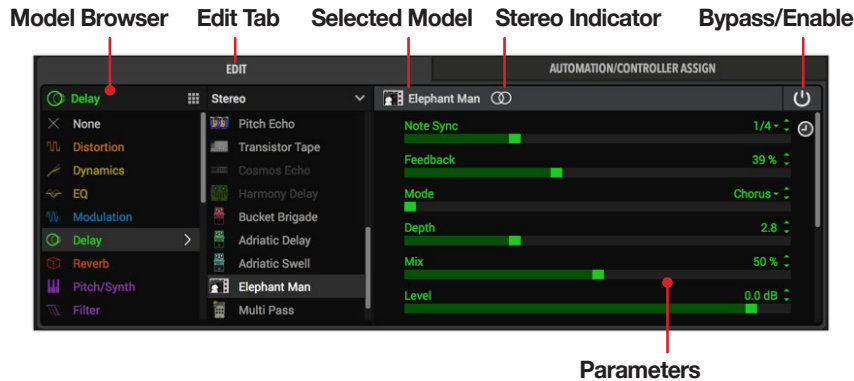 Model Browser Edit Tab Selected Model Stereo Indicator Bypass/Enable
EDIT AUTOMATION/CONTROLLER ASSIGN
Delay Stereo Elephant Man
None Pitch Echo Note Sync 1/4
Distortion Transistor Tape
Dynamics Cosmos Echo Feedback 39 %
EQ Harmony Delay Mode Chorus
Modulation Bucket Brigade
Delay Adriatic Delay Depth 2.8
Reverb Adriatic Swell Mix 50 %
Pitch/Synth Elephant Man Level 0.0 dB
Filter Multi Pass
Parameters